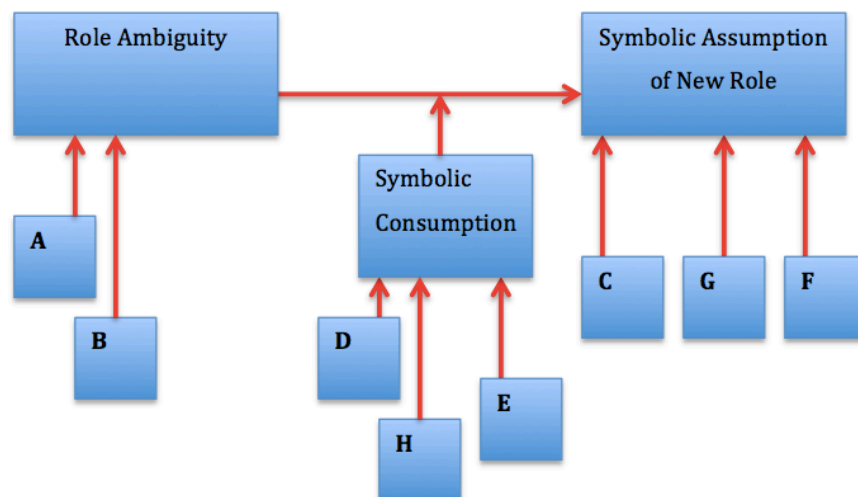 Role Ambiguity
Symbolic Assumption
of New Role
Symbolic
Consumption
A
B
D
H
E
C
G
F